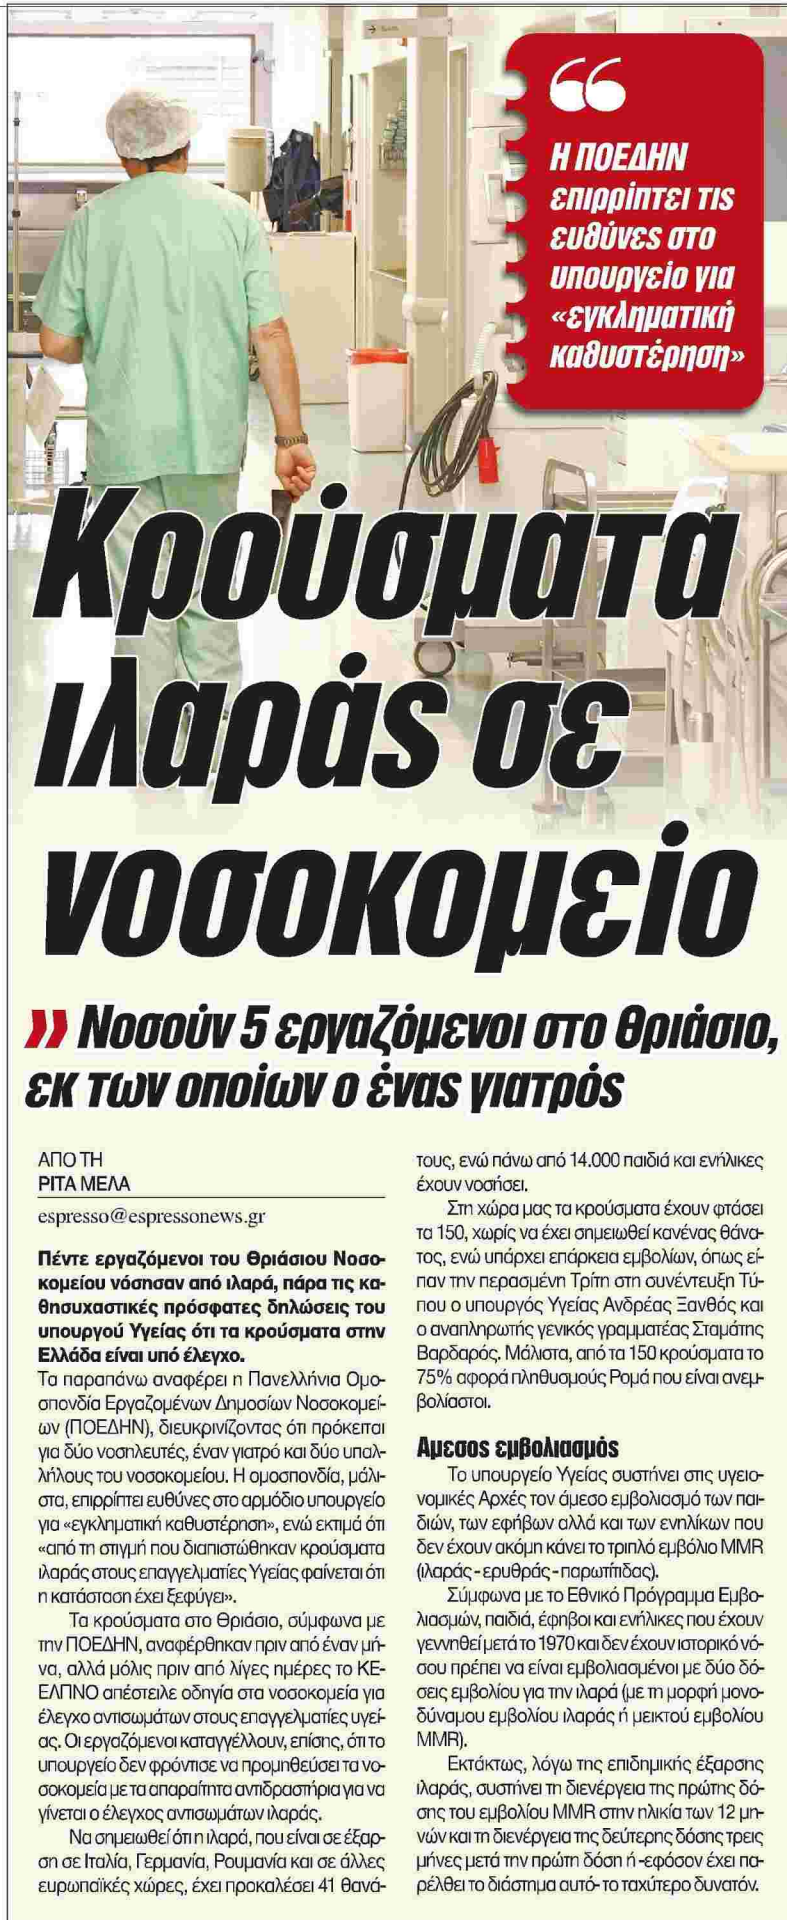 Η ΠΟΕΔΗΝ
επιρρίπτει τις
ευθύνες στο
υπουργείο για
«εγκληματική
καθυστέρηση»
Κρούσματα
ιλαράς σε
νοσοκομείο
Νοσούν 5 εργαζόμενοι στο Θριάσιο,
εκ των οποίων ο ένας γιατρός
ΑΠΟ ΤΗ
ΡΙΤΑ ΜΕΛΑ
espresso@espressonews.gr
Πέντε εργαζόμενοι του Θριάσιου Νοσο-
κομείου νόσησαν από ιλαρά, πάρα τις κα-
θησυχαστικές πρόσφατες δηλώσεις του
υπουργού Υγείας ότι τα κρούσματα στην
Ελλάδα είναι υπό έλεγχο.
Τα παραπάνω αναφέρει η Πανελλήνια Ομο-
σπονδία Εργαζομένων Δημοσίων Νοσοκομεί-
ων (ΠΟΕΔΗΝ), διευκρινίζοντας ότι πρόκειται
για δύο νοσηλευτές, έναν γιατρό και δύο υπαλ-
λήλους του νοσοκομείου. Η ομοσπονδία, μάλι-
στα, επιρρίπτει ευθύνες στο αρμόδιο υπουργείο
για «εγκληματική καθυστέρηση», ενώ εκτιμά ότι
«από τη στιγμή που διαπιστώθηκαν κρούσματα
ιλαράς στους επαγγελματίες Υγείας φαίνεται ότι
η κατάσταση έχει ξεφύγει».
Τα κρούσματα στο Θριάσιο, σύμφωνα με
την ΠΟΕΔΗΝ, αναφέρθηκαν πριν από έναν μή-
να, αλλά μόλις πριν από λίγες ημέρες το ΚΕ-
ΕΛΠΝΟ απέστειλε οδηγία στα νοσοκομεία για
έλεγχο αντισωμάτων στους επαγγελματίες υγεί-
ας. Οι εργαζόμενοι καταγγέλλουν, επίσης, ότι το
υπουργείο δεν φρόντισε να προμηθεύσει τα νο-
σοκομεία με τα απαραίτητα αντιδραστήρια για να
γίνεται ο έλεγχος αντισωμάτων ιλαράς.
Να σημειωθεί ότι η ιλαρά, που είναι σε έξαρ-
ση σε Ιταλία, Γερμανία, Ρουμανία και σε άλλες
ευρωπαϊκές χώρες, έχει προκαλέσει 41 θανά-
τους, ενώ πάνω από 14.000 παιδιά και ενήλικες
έχουν νοσήσει.
Στη χώρα μας τα κρούσματα έχουν φτάσει
τα 150, χωρίς να έχει σημειωθεί κανένας θάνα-
τος, ενώ υπάρχει επάρκεια εμβολίων, όπως εί-
παν την περασμένη Τρίτη στη συνέντευξη Τύ-
που ο υπουργός Υγείας Ανδρέας Ξανθός και
ο αναπληρωτής γενικός γραμματέας Σταμάτης
Βαρδαρός. Μάλιστα, από τα 150 κρούσματα το
75% αφορά πληθυσμούς Ρομά που είναι ανεμ-
βολίαστοι.
Αμεσος εμβολιασμός
Το υπουργείο Υγείας συστήνει στις υγειο-
νομικές Αρχές τον άμεσο εμβολιασμό των παι-
διών, των εφήβων αλλά και των ενηλίκων που
δεν έχουν ακόμη κάνει το τριπλό εμβόλιο MMR
(ιλαράς - ερυθράς - παρωτίτιδας).
Σύμφωνα με το Εθνικό Πρόγραμμα Εμβο-
λιασμών, παιδιά, έφηβοι και ενήλικες που έχουν
γεννηθεί μετά το 1970 και δεν έχουν ιστορικό νό-
σου πρέπει να είναι εμβολιασμένοι με δύο δό-
σεις εμβολίου για την ιλαρά (με τη μορφή μονο-
δύναμου εμβολίου ιλαράς ή μεικτού εμβολίου
MMR).
Εκτάκτως, λόγω της επιδημικής έξαρσης
ιλαράς, συστήνει τη διενέργεια της πρώτης δό-
σης του εμβολίου MMR στην ηλικία των 12 μη-
νών και τη διενέργεια της δεύτερης δόσης τρεις
μήνες μετά την πρώτη δόση ή -εφόσον έχει πα-
ρέλθει το διάστημα αυτό- το ταχύτερο δυνατόν.